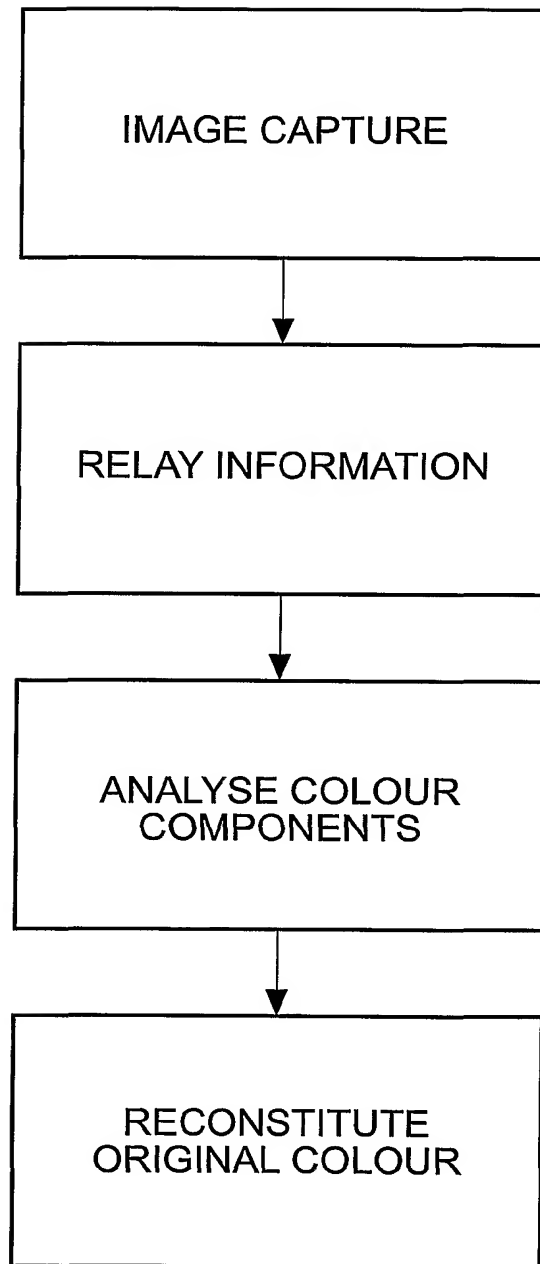 IMAGE CAPTURE
RELAY INFORMATION
ANALYSE COLOUR
COMPONENTS
RECONSTITUTE
ORIGINAL COLOUR